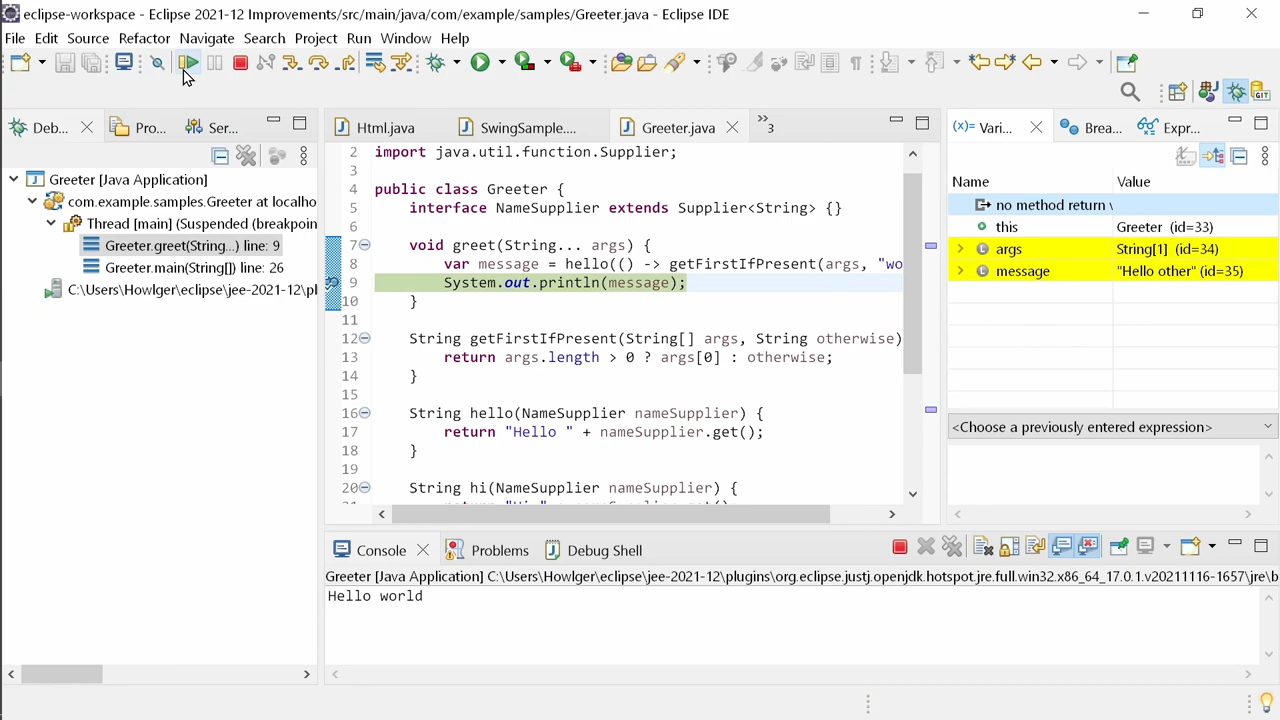 eclipse-workspace - Eclipse 2021-12 Improvements/src/main/java/com/example/samples/Greeter.java - Eclipse IDE
File Edit Source Refactor Navigate Search Project Run Window Help
Deb... Pro... Ser...
Greeter [Java Application]
com.example.samples.Greeter at localho
Thread [main] (Suspended (breakpoin
Greeter.greet(String...) line: 9
Greeter.main(String[]) line: 26
C:\Users\Howlger\eclipse\jee-2021-12\pl
Html.java SwingSample.... Greeter.java 3
2 import java.util.function.Supplier;
3
4 public class Greeter {
5 interface NameSupplier extends Supplier<String> {}
6
7 void greet(String... args) {
8 var message = hello(() -> getFirstIfPresent(args, "wo
9 System.out.println(message);
10 }
11
12 String getFirstIfPresent(String[] args, String otherwise)
13 return args.length > 0 ? args[0] : otherwise;
14 }
15
16 String hello(NameSupplier nameSupplier) {
17 return "Hello " + nameSupplier.get();
18 }
19
20 String hi(NameSupplier nameSupplier) {
(x)= Vari... Brea... Expr...
Name Value
no method return v
this Greeter (id=33)
args String[1] (id=34)
message "Hello other" (id=35)
<Choose a previously entered expression>
Console Problems Debug Shell
Greeter [Java Application] C:\Users\Howlger\eclipse\jee-2021-12\plugins\org.eclipse.justj.openjdk.hotspot.jre.full.win32.x86_64_17.0.1.v20211116-1657\jre\b
Hello world